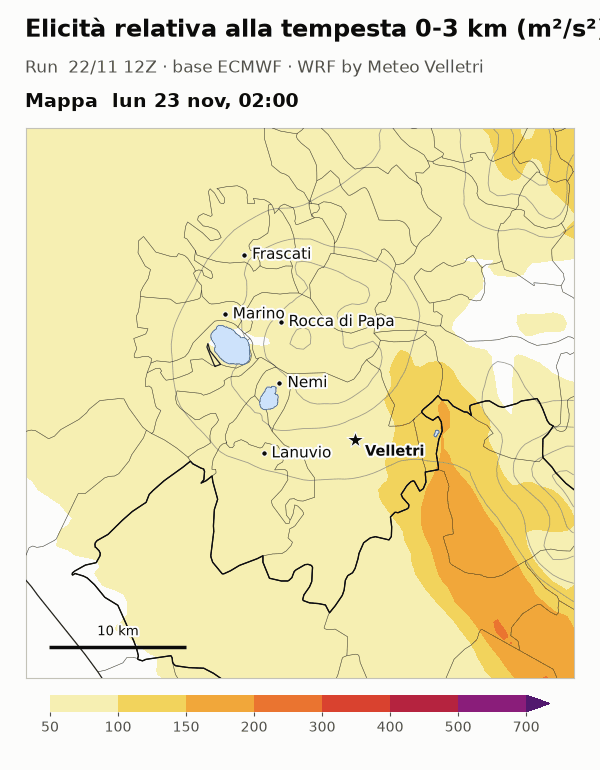 Elicità relativa alla tempesta 0-3 km (m²/s²)
Run  22/11 12Z · base ECMWF · WRF by Meteo Velletri
Mappa  lun 23 nov, 02:00
Frascati
Marino
Rocca di Papa
Nemi
Velletri
Lanuvio
10 km
50 100 150 200 300 400 500 700